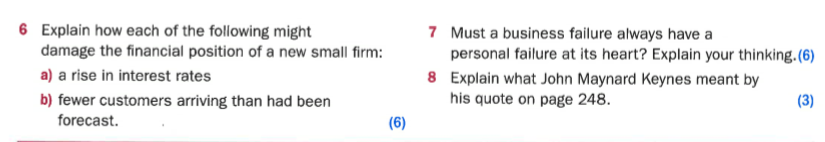 6 Explain how each of the following might
damage the financial position of a new small firm:
a) a rise in interest rates
b) fewer customers arriving than had been
forecast. (6)
7 Must a business failure always have a
personal failure at its heart? Explain your thinking. (6)
8 Explain what John Maynard Keynes meant by
his quote on page 248. (3)